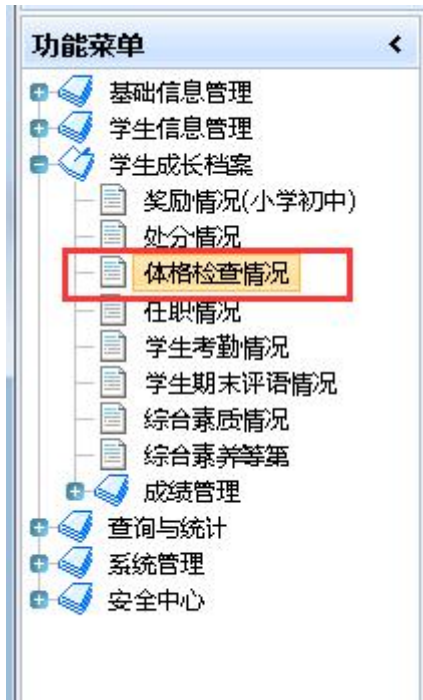 功能菜单
基础信息管理
学生信息管理
学生成长档案
奖励情况(小学初中)
处分情况
体格检查情况
任职情况
学生考勤情况
学生期末评语情况
综合素质情况
综合素养等第
成绩管理
查询与统计
系统管理
安全中心